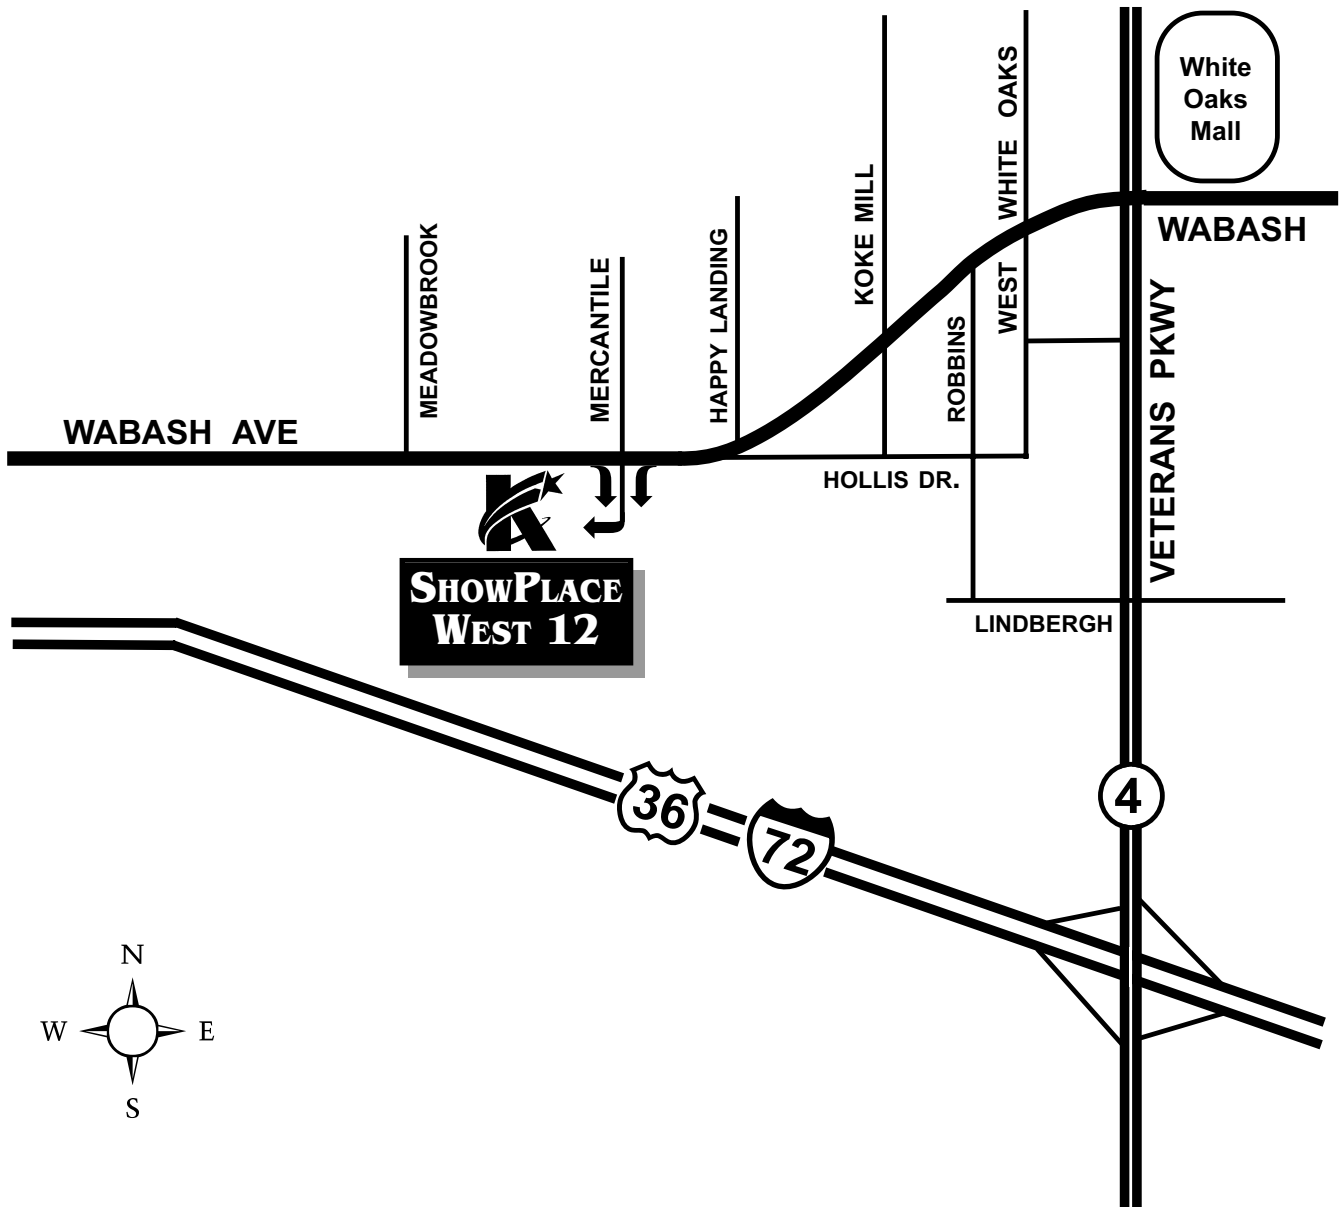 White
Oaks
Mall
WEST WHITE OAKS
KOKE MILL
WABASH
MEADOWBROOK
MERCANTILE
HAPPY LANDING
ROBBINS
VETERANS PKWY
WABASH AVE
HOLLIS DR.
K
SHOWPLACE
WEST 12
LINDBERGH
36
72
4
N
W E
S